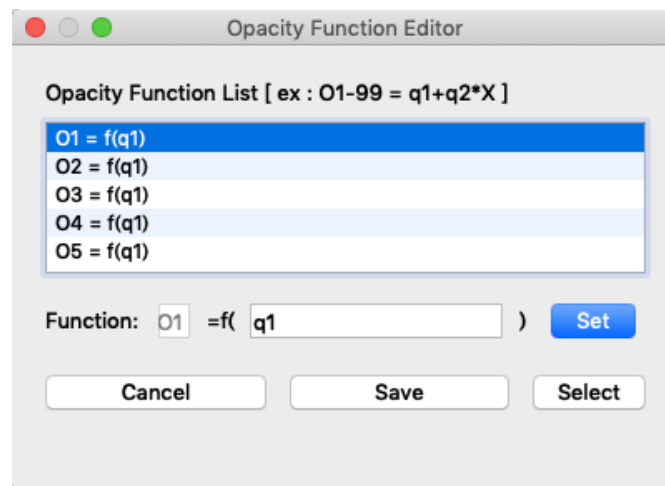 Opacity Function Editor
Opacity Function List [ ex : O1-99 = q1+q2*X ]
O1 = f(q1)
O2 = f(q1)
O3 = f(q1)
O4 = f(q1)
O5 = f(q1)
Function: O1 =f( q1 ) Set
Cancel Save Select